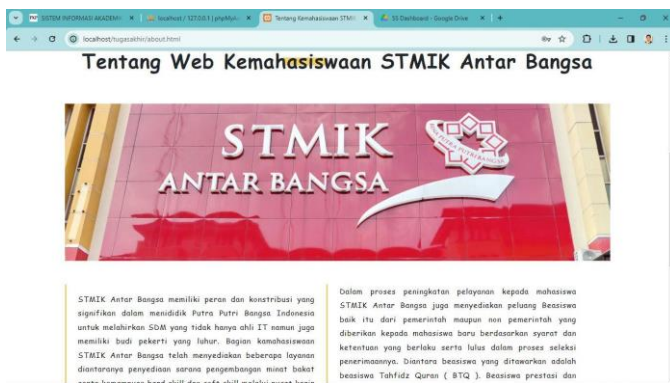 SISTEM INFORMASI AKADEMI
localhost / 127.0.0.1 | phpMyA
Tentang Kemahasiswaan STMI
SS Dashboard - Google Drive
localhost/tugasakhir/about.html
Tentang Web Kemahasiswaan STMIK Antar Bangsa
STMIK
ANTAR BANGSA
STMIK Antar Bangsa memiliki peran dan konstribusi yang
signifikan dalam menididik Putra Putri Bangsa Indonesia
untuk melahirkan SDM yang tidak hanya ahli IT namun juga
memiliki budi pekerti yang luhur. Bagian kamahasiswaan
STMIK Antar Bangsa telah menyediakan beberapa layanan
diantaranya penyediaan sarana pengembangan minat bakat
Dalam proses peningkatan pelayanan kepada mahasiswa
STMIK Antar Bangsa juga menyediekan peluang Beasiswa
baik itu dari pemerintah maupun non pemerintah yang
diberikan kepada mahasiswa baru berdasarkan syarat dan
ketentuan yang berlaku serta lulus dalam proses seleksi
penerimaannya. Diantara beasiswa yang ditawarkan adalah
beasiswa Tahfidz Quran ( BTQ ), Beasiswa prestasi dan